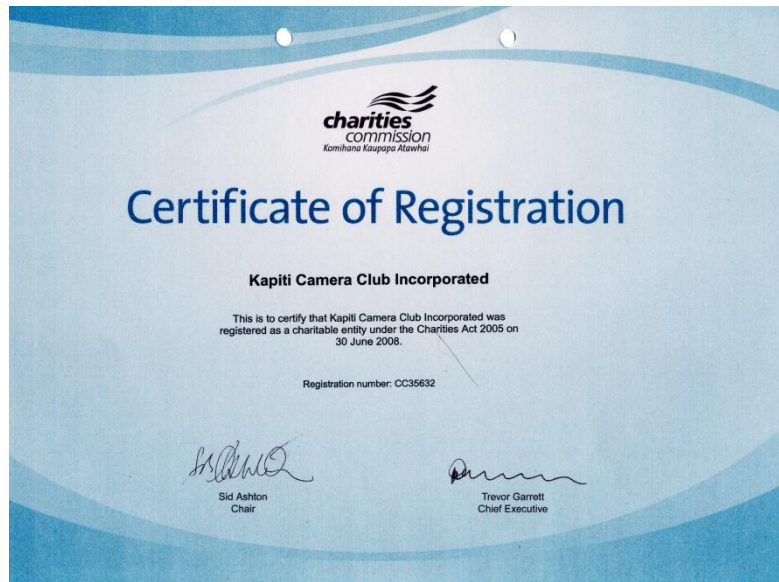 charities
commission
Komihana Kaupapa Atawhai
Certificate of Registration
Kapiti Camera Club Incorporated
This is to certify that Kapiti Camera Club Incorporated was
registered as a charitable entity under the Charities Act 2005 on
30 June 2008.
Registration number: CC35632
Sid Ashton
Chair
Trevor Garrett
Chief Executive